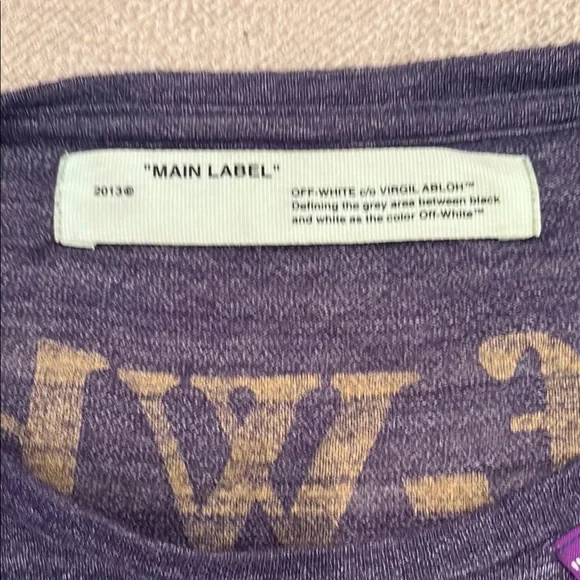 "MAIN LABEL"
2013©
OFF-WHITE c/o VIRGIL ABLOH™
Defining the grey area between black
and white as the color Off-White™